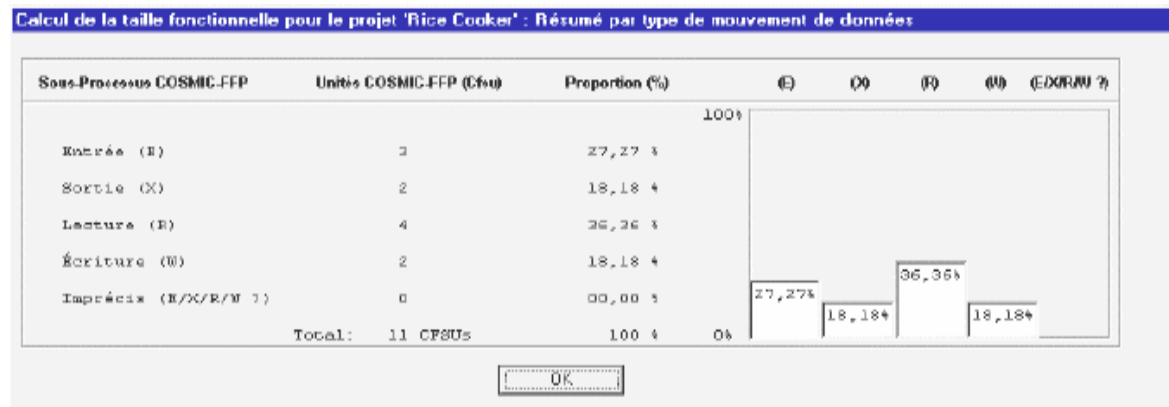 Calcul de la taille fonctionnelle pour le projet 'Rice Cooker' : Résumé par type de mouvement de données
Sous-Processus COSMIC-FFP Unités COSMIC-FFP (Cfsu) Proportion (%) (E) (X) (R) (W) (E/X/R/W ?)
100%
Entrée (E) 3 27,27 %
Sortie (X) 2 18,18 %
Lecture (R) 4 36,36 %
Écriture (W) 2 18,18 %
Imprécis (E/X/R/W ?) 0 00,00 %
Total: 11 CFSUs 100 % 0%
27,27% 18,18% 36,36% 18,18%
OK